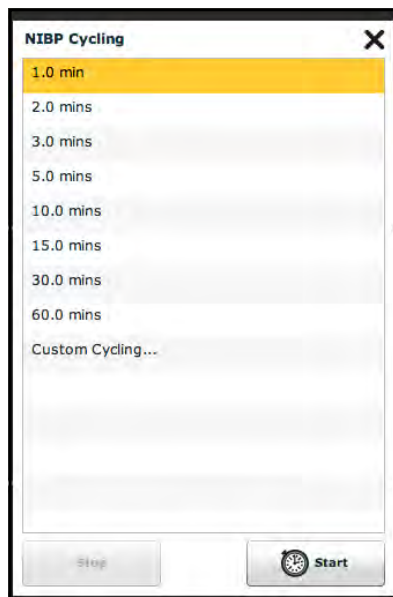 NIBP Cycling
1.0 min
2.0 mins
3.0 mins
5.0 mins
10.0 mins
15.0 mins
30.0 mins
60.0 mins
Custom Cycling...
Stop
Start